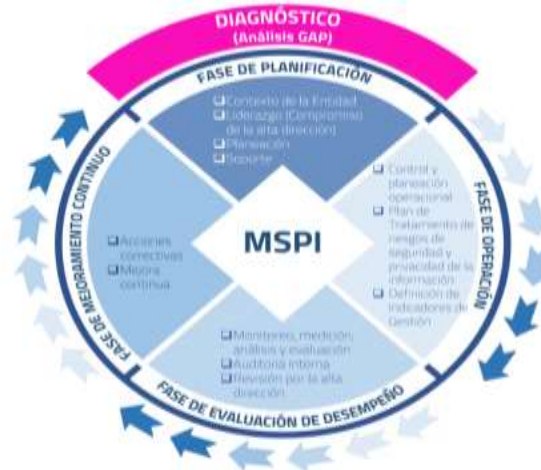 DIAGNÓSTICO
(Análisis GAP)
FASE DE PLANIFICACIÓN
Contexto de la Entidad
Liderazgo (Compromiso
de la alta dirección)
Planeación
Soporte
Control y
planeación
operacional
Plan de
Tratamiento de
riesgos de
seguridad y
privacidad de la
información
Definición de
Indicadores de
Gestión
FASE DE OPERACIÓN
MSPI
Monitoreo, medición,
análisis y evaluación
Auditoria interna
Revisión por la alta
dirección
FASE DE EVALUACIÓN DE DESEMPEÑO
Acciones
correctivas
Mejora
continua
FASE DE MEJORAMIENTO CONTINUO